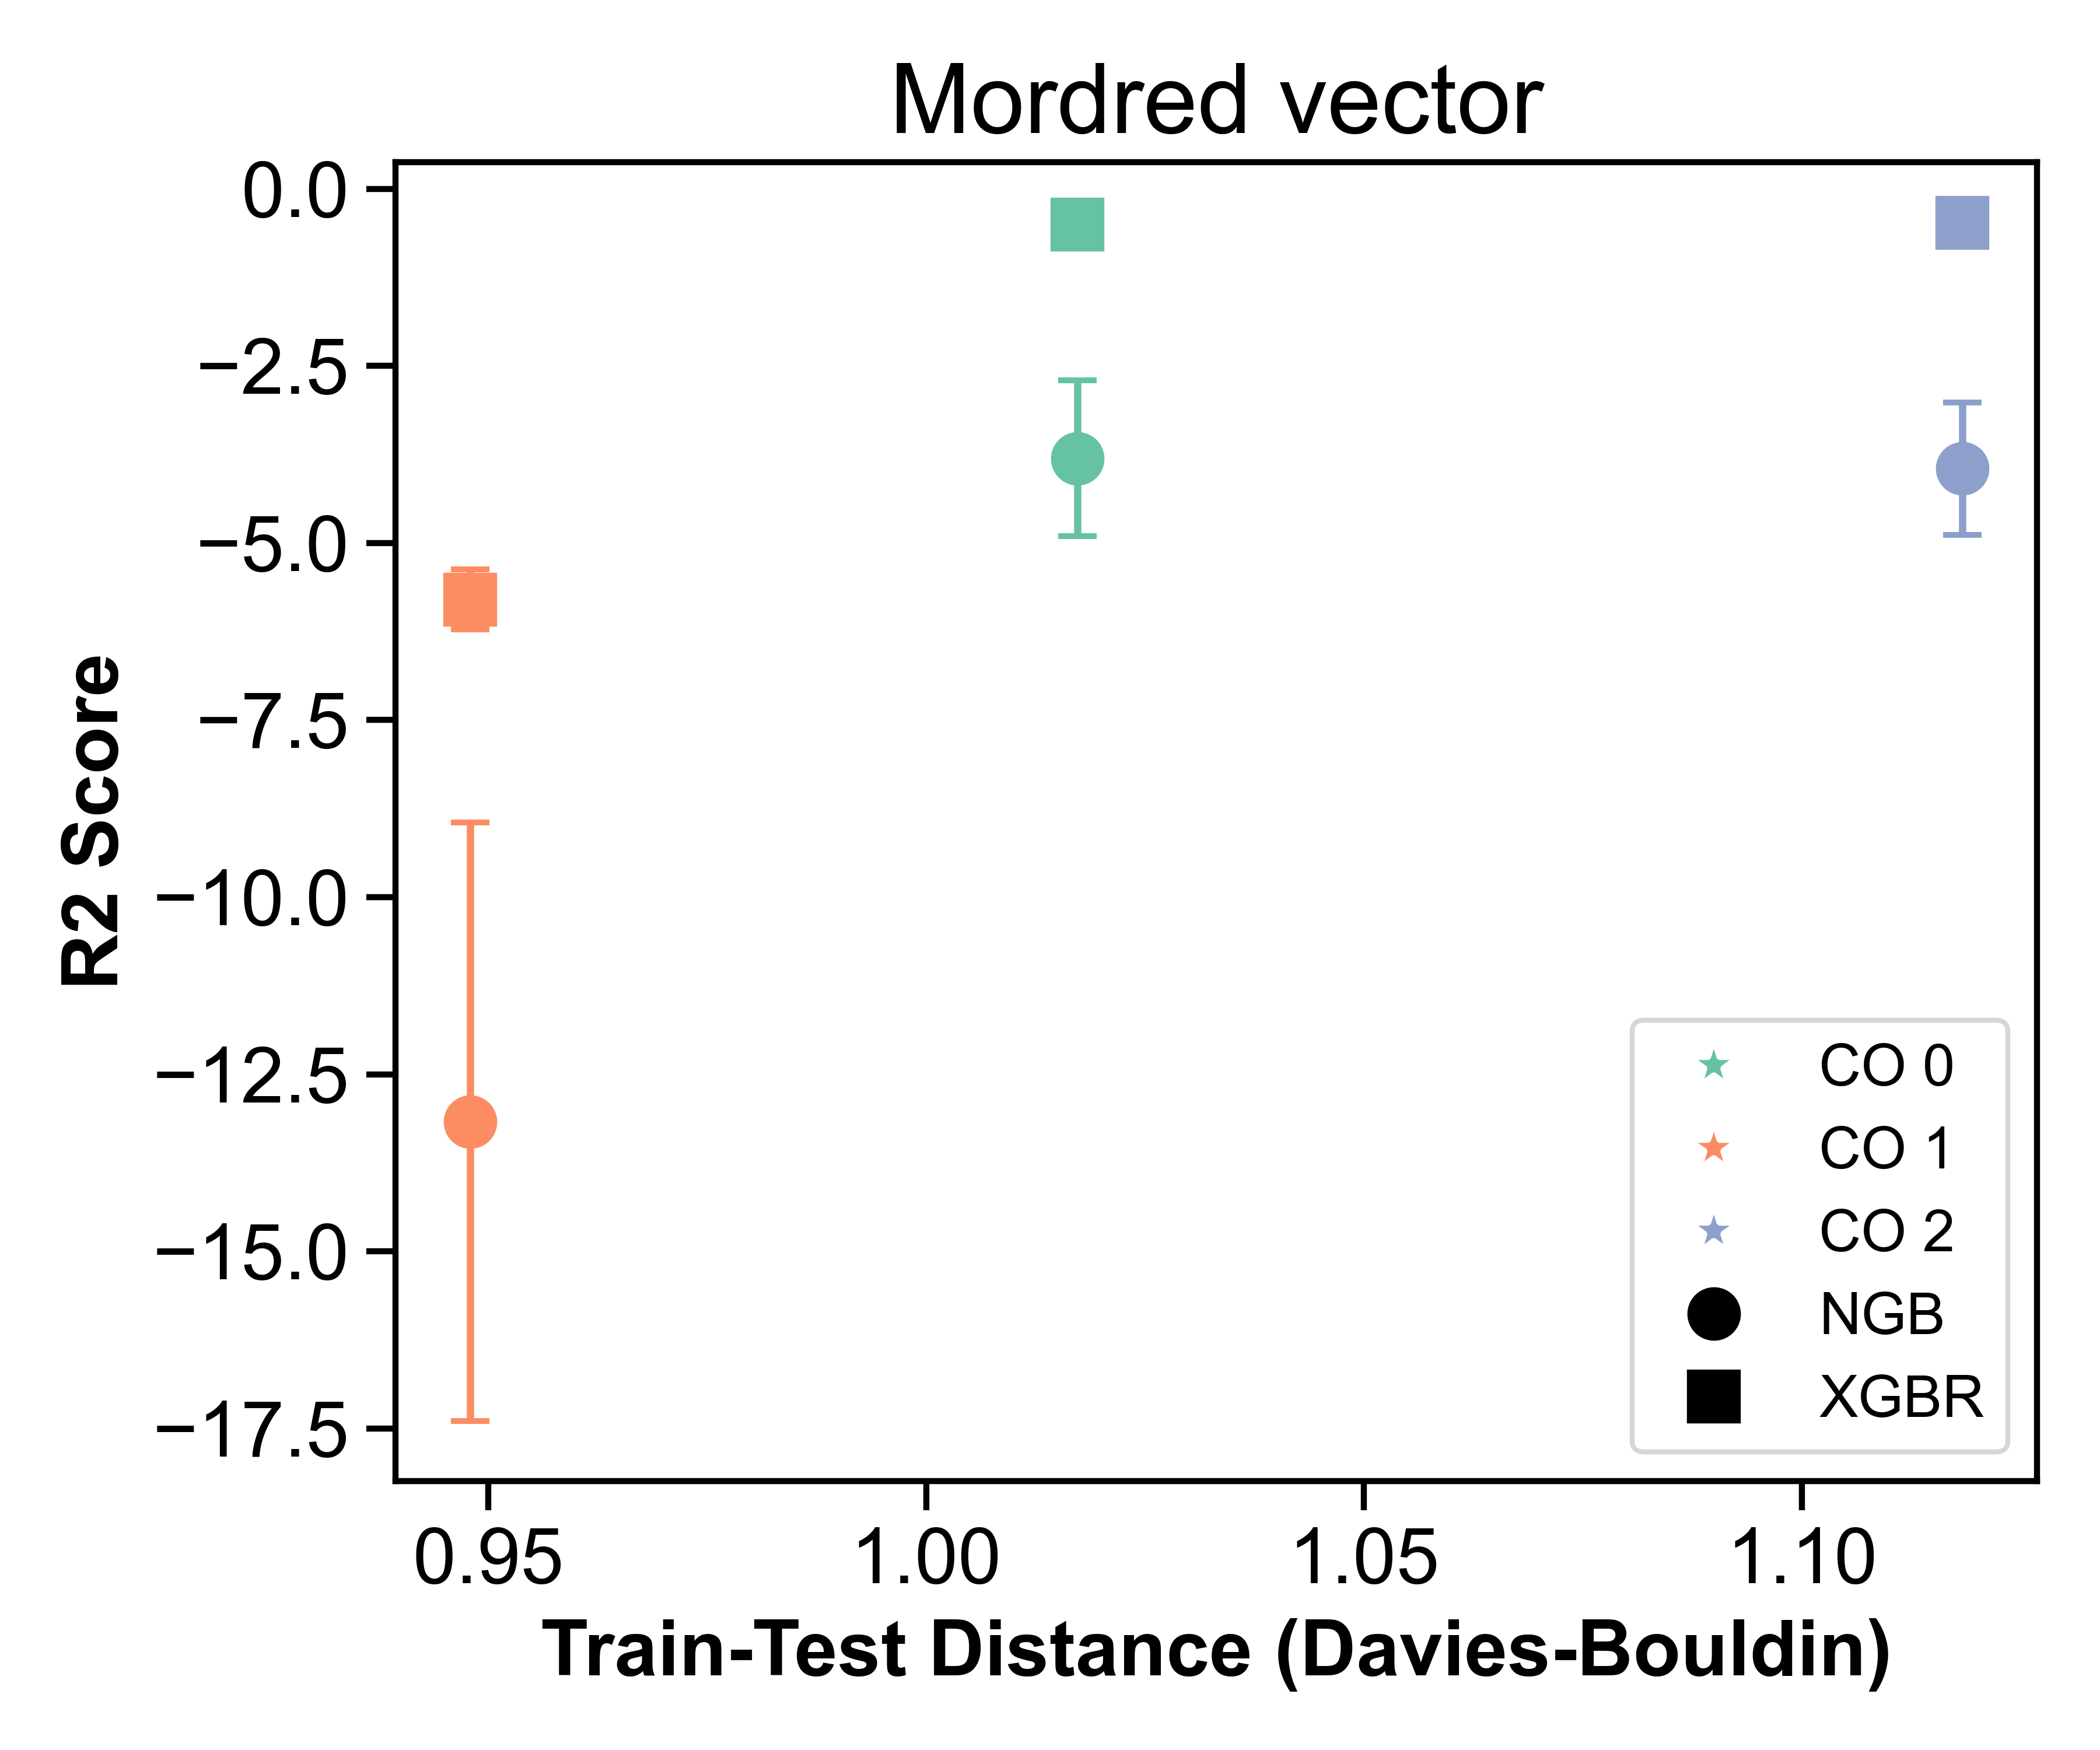 Mordred vector
0.0
−2.5
−5.0
−7.5
−10.0
−12.5
−15.0
−17.5
R2 Score
0.95
1.00
1.05
1.10
Train-Test Distance (Davies-Bouldin)
CO 0
CO 1
CO 2
NGB
XGBR